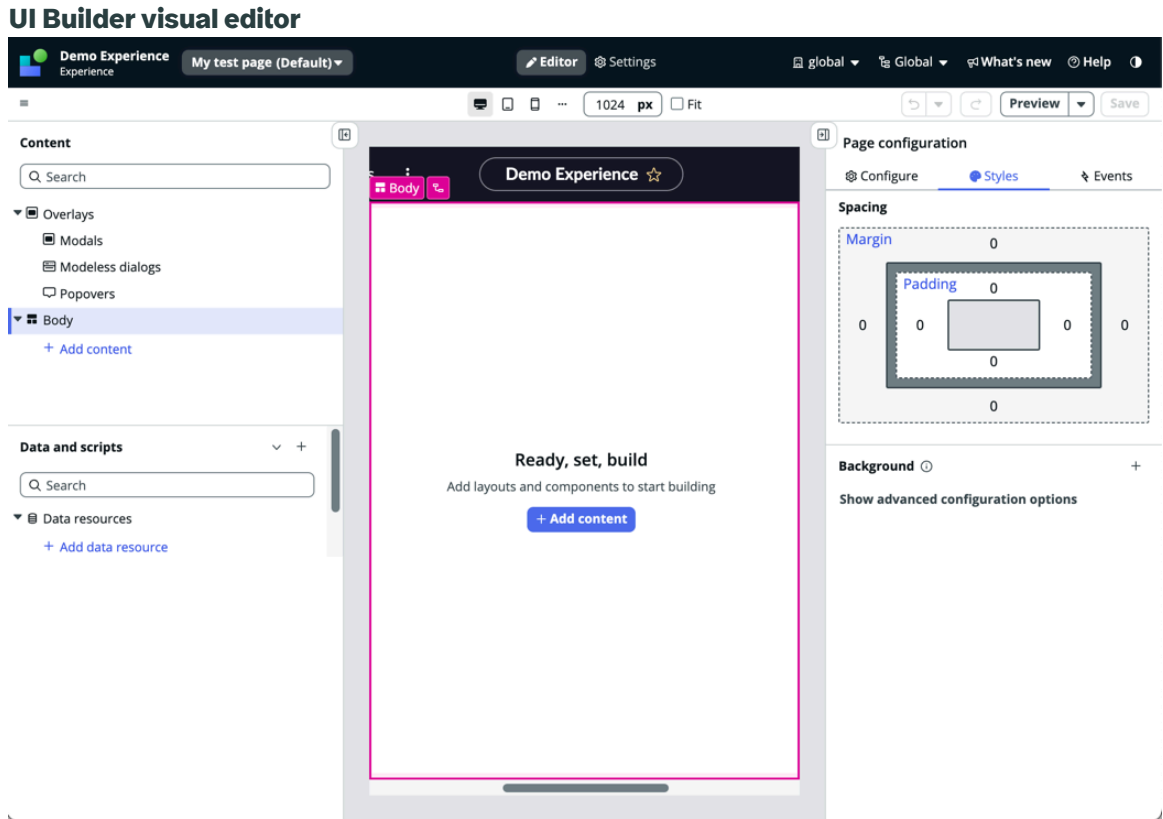 UI Builder visual editor
Demo Experience
Experience
My test page (Default)
Editor
Settings
global
Global
What's new
Help
1024 px
Fit
Preview
Save
Content
Search
Overlays
Modals
Modeless dialogs
Popovers
Body
+ Add content
Data and scripts
Search
Data resources
+ Add data resource
Demo Experience
Body
Ready, set, build
Add layouts and components to start building
+ Add content
Page configuration
Configure
Styles
Events
Spacing
Margin
0
Padding
0
0
0
0
0
0
0
Background
Show advanced configuration options